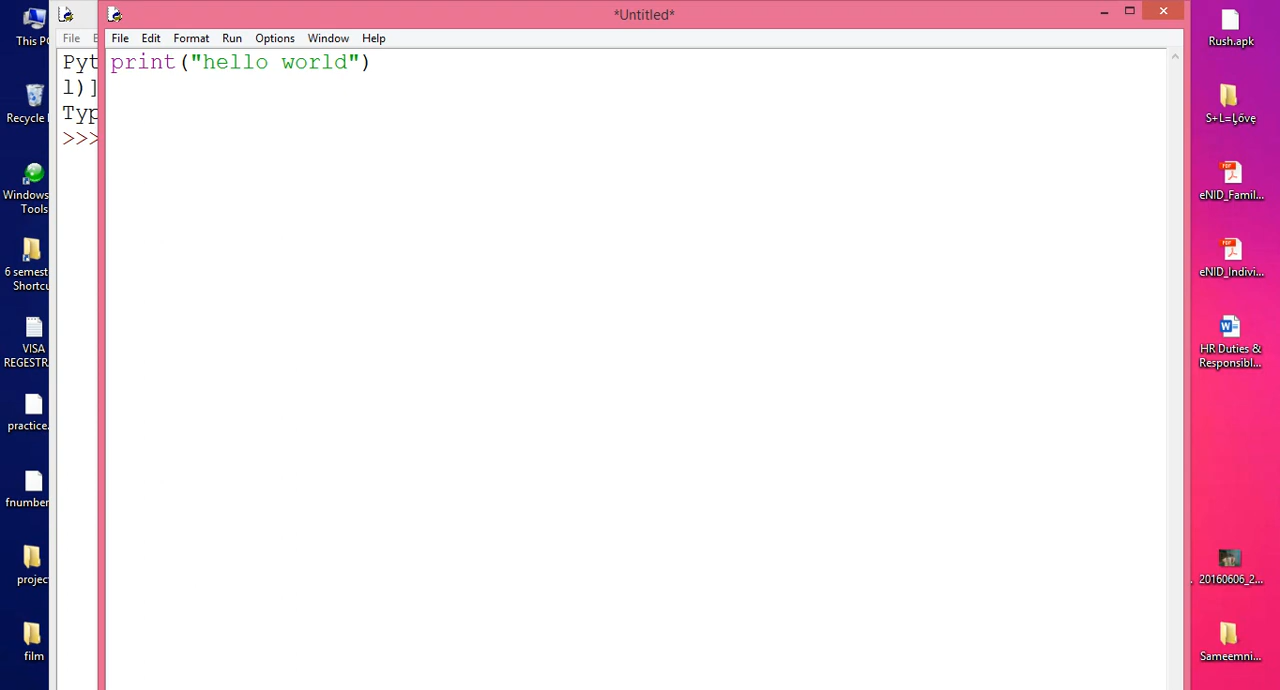 *Untitled*
File Edit Format Run Options Window Help
print("hello world")
File E
Pyt
l)]
Typ
>>>
This PC
Recycle
Windows
Tools
6 semest
Shortcu
VISA
REGESTR
practice.
fnumber
project
film
Rush.apk
S+L=Ļővę
eNID_Famil...
eNID_Indivi...
HR Duties &
Responsibl...
20160606_2...
Sameemni...